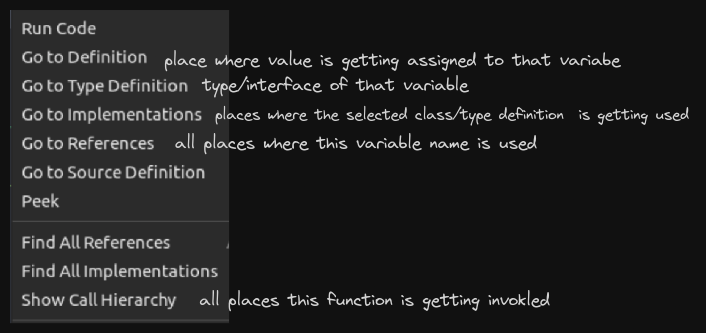 Run Code
Go to Definition place where value is getting assigned to that variabe
Go to Type Definition type/interface of that variable
Go to Implementations places where the selected class/type definition is getting used
Go to References all places where this variable name is used
Go to Source Definition
Peek
Find All References
Find All Implementations
Show Call Hierarchy all places this function is getting invokled